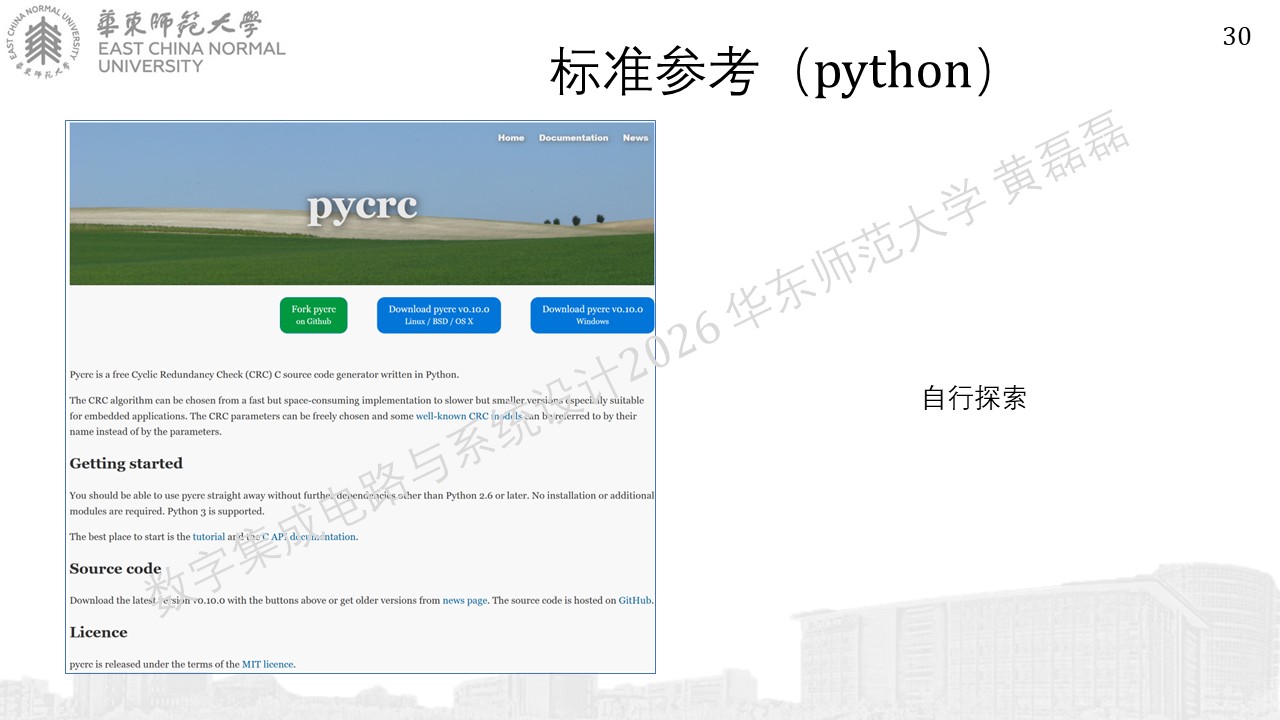 EAST CHINA NORMAL UNIVERSITY
華東師範大學
華東師範大學
EAST CHINA NORMAL
UNIVERSITY
30
标准参考（python）
Home Documentation News
pycrc
Fork pycrc
on Github
Download pycrc v0.10.0
Linux / BSD / OS X
Download pycrc v0.10.0
Windows
Pycrc is a free Cyclic Redundancy Check (CRC) C source code generator written in Python.
The CRC algorithm can be chosen from a fast but space-consuming implementation to slower but smaller versions especially suitable
for embedded applications. The CRC parameters can be freely chosen and some well-known CRC models can be referred to by their
name instead of by the parameters.
Getting started
You should be able to use pycrc straight away without further dependencies other than Python 2.6 or later. No installation or additional
modules are required. Python 3 is supported.
The best place to start is the tutorial and the C API documentation.
Source code
Download the latest version v0.10.0 with the buttons above or get older versions from news page. The source code is hosted on GitHub.
Licence
pycrc is released under the terms of the MIT licence.
自行探索
数字集成电路与系统设计2026 华东师范大学 黄磊磊